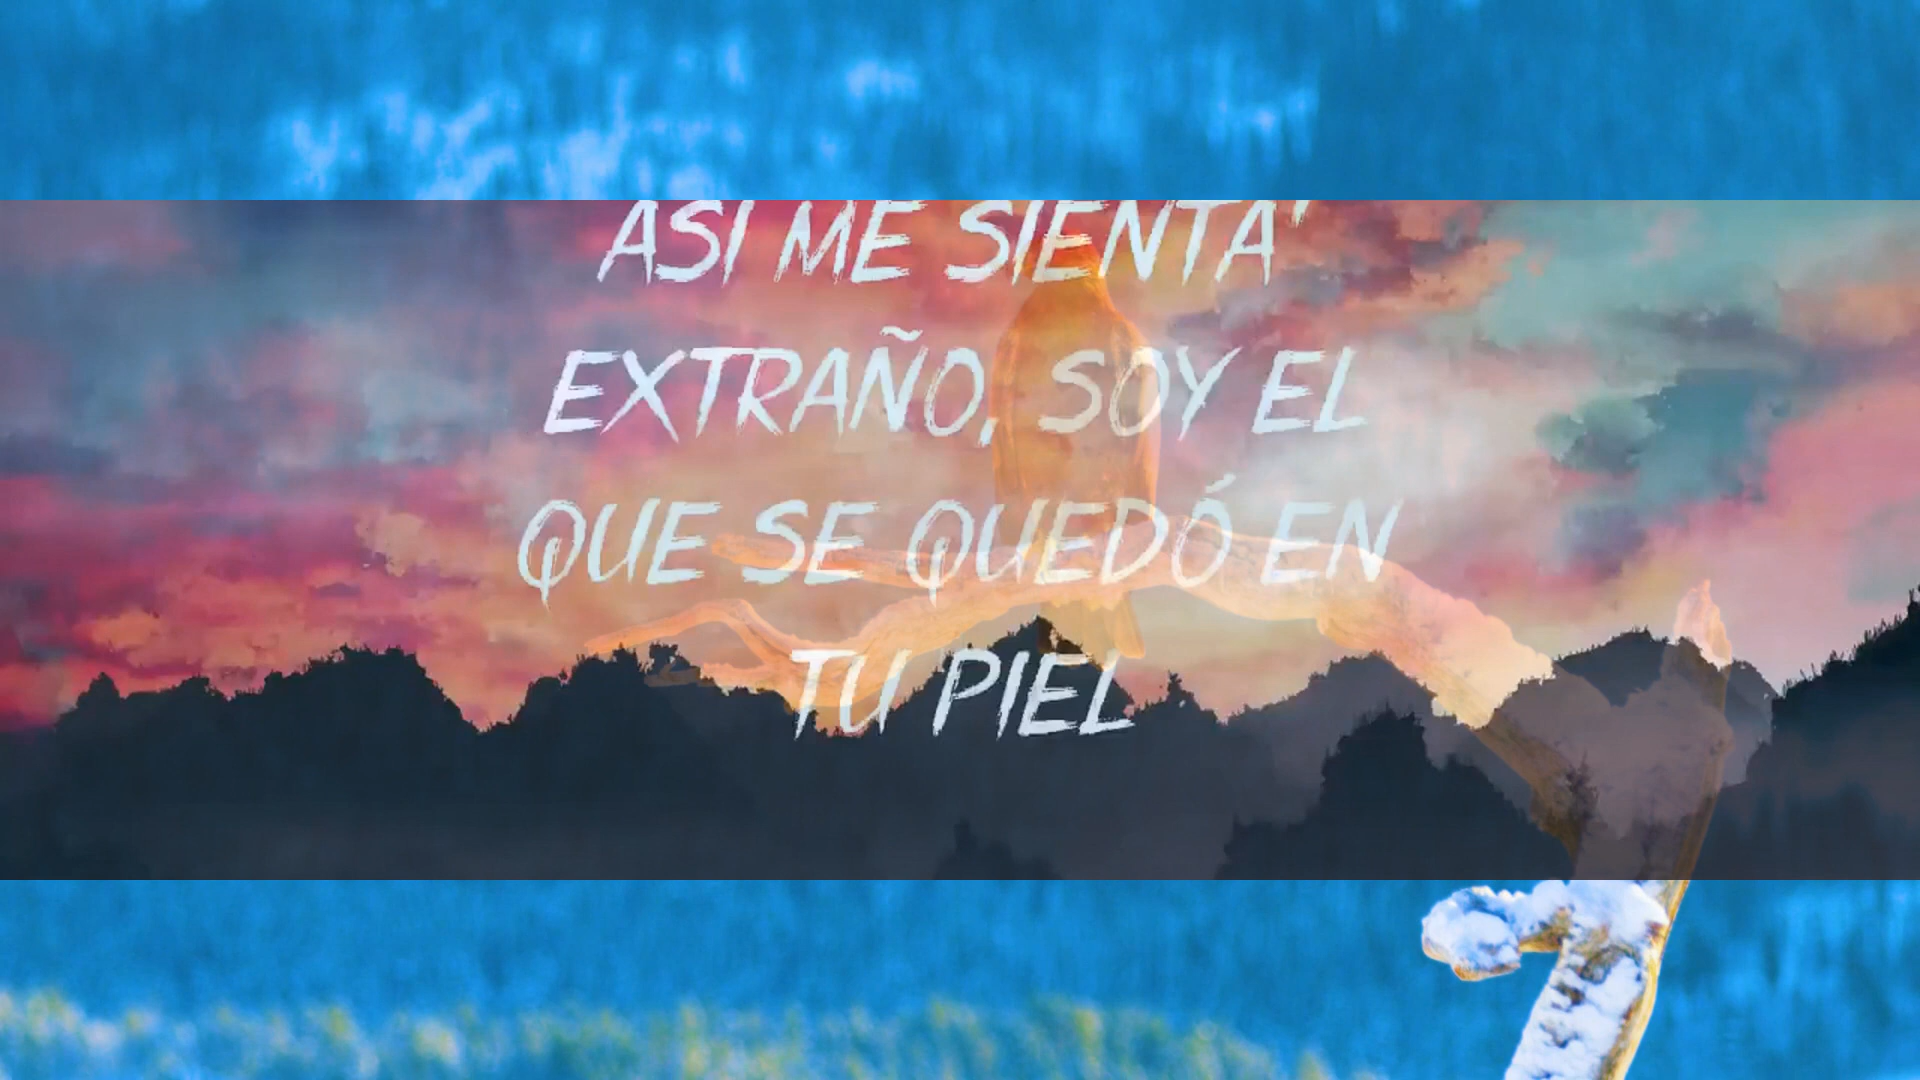 ASI ME SIENTA'
EXTRAÑO, SOY EL
QUE SE QUEDÓ EN
TU PIEL